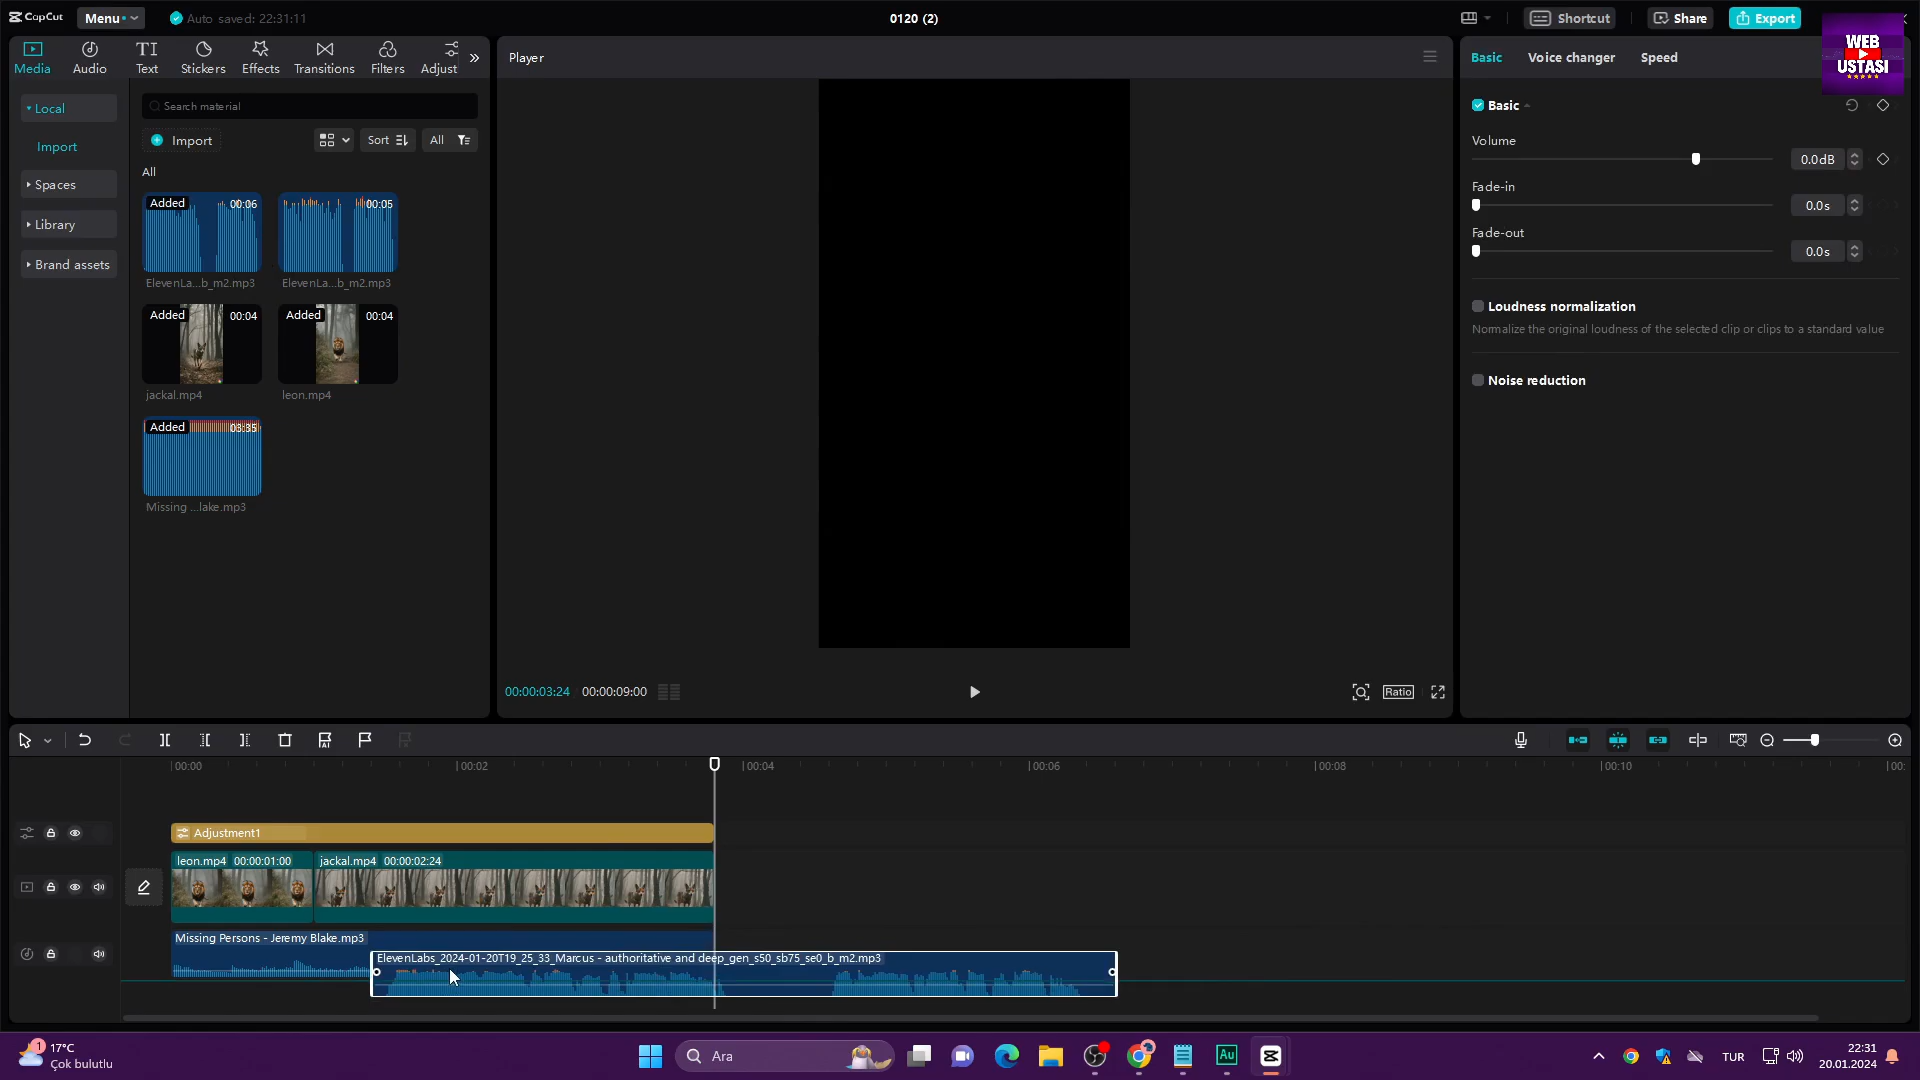 CapCut
Menu
Auto saved: 22:31:11
0120 (2)
Shortcut
Share
Export
WEB
USTASI
Media
Audio
Text
Stickers
Effects
Transitions
Filters
Adjust
Player
Basic
Voice changer
Speed
Local
Import
Spaces
Library
Brand assets
Search material
Import
Sort
All
All
Added
00:06
00:05
ElevenLa...b_m2.mp3
ElevenLa...b_m2.mp3
Added
00:04
Added
00:04
jackal.mp4
leon.mp4
Added
03:35
Missing ...lake.mp3
Basic
Volume
0.0dB
Fade-in
0.0s
Fade-out
0.0s
Loudness normalization
Normalize the original loudness of the selected clip or clips to a standard value
Noise reduction
00:00:03:24
00:00:09:00
Ratio
00:00
00:02
00:04
00:06
00:08
00:10
00:
Adjustment1
leon.mp4 00:00:01:00
jackal.mp4 00:00:02:24
Missing Persons - Jeremy Blake.mp3
ElevenLabs_2024-01-20T19_25_33_Marcus - authoritative and deep_gen_s50_sb75_se0_b_m2.mp3
1
17°C
Çok bulutlu
Ara
Au
TUR
22:31
20.01.2024